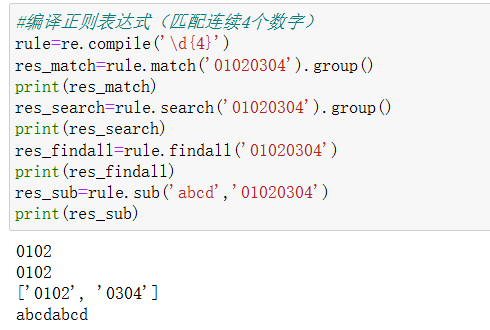 #编译正则表达式（匹配连续4个数字）
rule=re.compile('\d{4}')
res_match=rule.match('01020304').group()
print(res_match)
res_search=rule.search('01020304').group()
print(res_search)
res_findall=rule.findall('01020304')
print(res_findall)
res_sub=rule.sub('abcd','01020304')
print(res_sub)
0102
0102
['0102', '0304']
abcdabcd